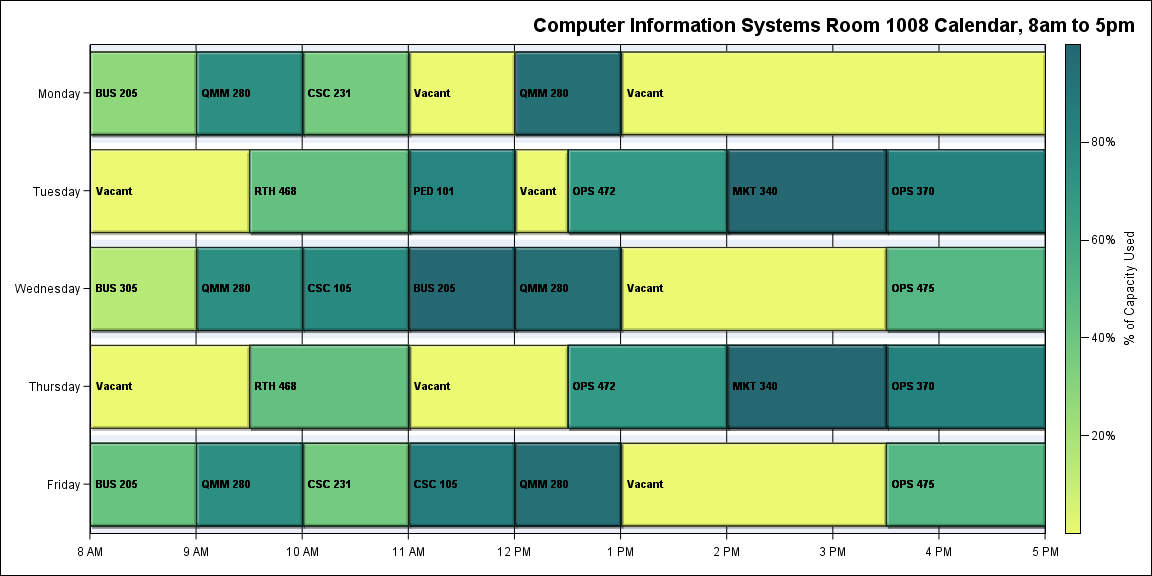 Computer Information Systems Room 1008 Calendar, 8am to 5pm
Monday
BUS 205
QMM 280
CSC 231
Vacant
QMM 280
Vacant
Tuesday
Vacant
RTH 468
PED 101
Vacant
OPS 472
MKT 340
OPS 370
Wednesday
BUS 305
QMM 280
CSC 105
BUS 205
QMM 280
Vacant
OPS 475
Thursday
Vacant
RTH 468
Vacant
OPS 472
MKT 340
OPS 370
Friday
BUS 205
QMM 280
CSC 231
CSC 105
QMM 280
Vacant
OPS 475
8 AM
9 AM
10 AM
11 AM
12 PM
1 PM
2 PM
3 PM
4 PM
5 PM
80%
60%
40%
20%
% of Capacity Used